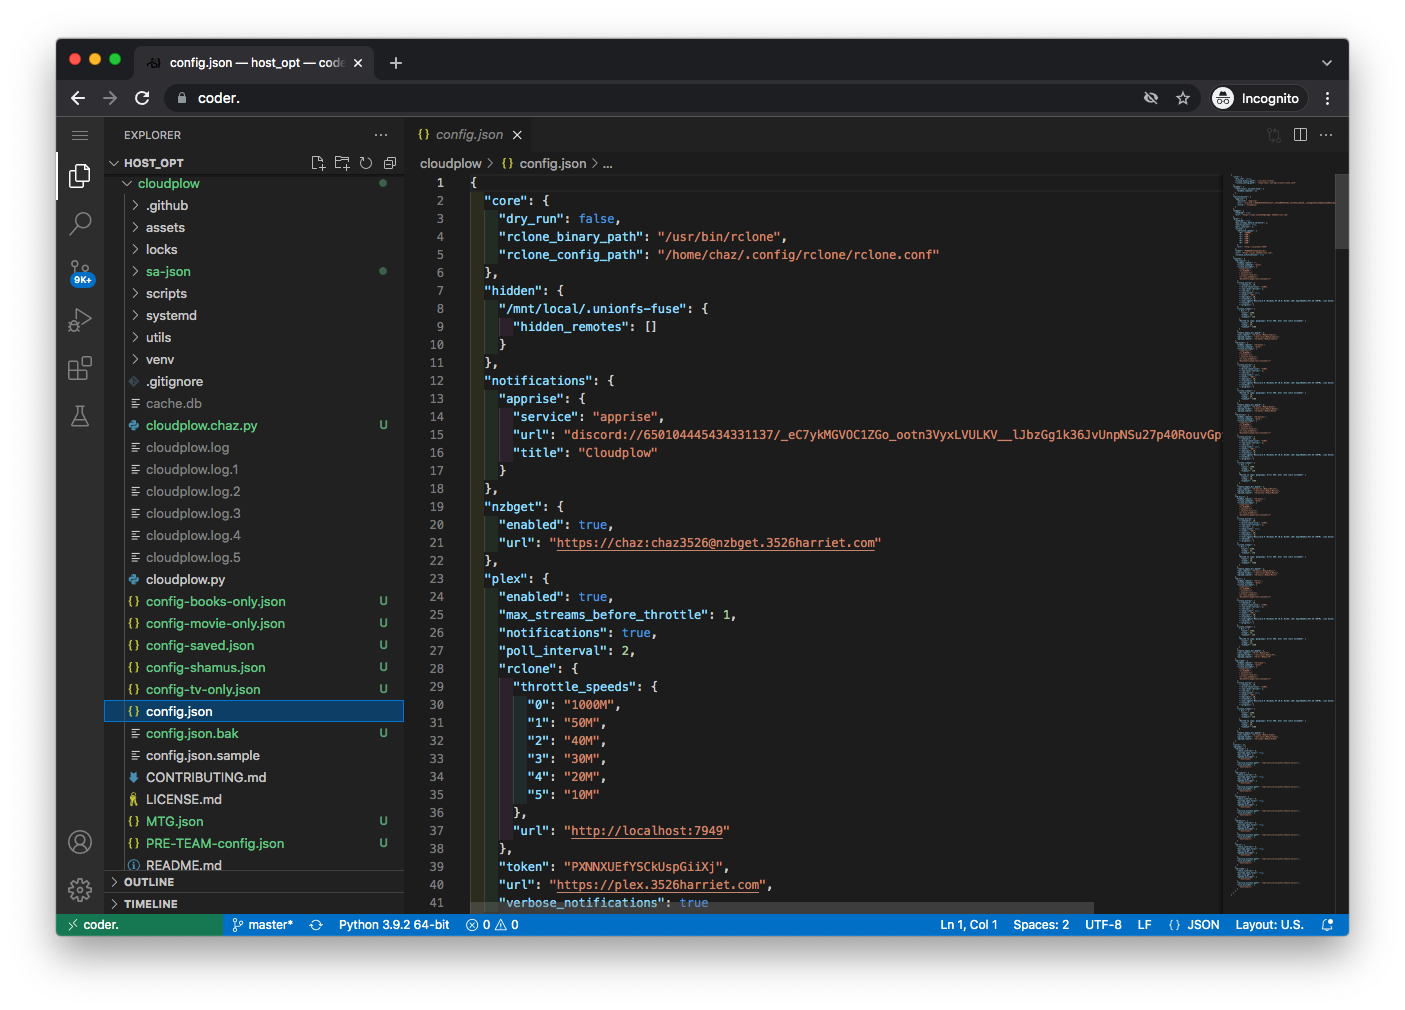 config.json — host_opt — code
coder.
Incognito
EXPLORER
HOST_OPT
cloudplow
.github
assets
locks
sa-json
scripts
systemd
utils
venv
.gitignore
cache.db
cloudplow.chaz.py U
cloudplow.log
cloudplow.log.1
cloudplow.log.2
cloudplow.log.3
cloudplow.log.4
cloudplow.log.5
cloudplow.py
config-books-only.json U
config-movie-only.json U
config-saved.json U
config-shamus.json U
config-tv-only.json U
config.json
config.json.bak U
config.json.sample
CONTRIBUTING.md
LICENSE.md
MTG.json U
PRE-TEAM-config.json U
README.md
OUTLINE
TIMELINE
9K+
{} config.json
cloudplow > {} config.json > ...
1 {
2 "core": {
3 "dry_run": false,
4 "rclone_binary_path": "/usr/bin/rclone",
5 "rclone_config_path": "/home/chaz/.config/rclone/rclone.conf"
6 },
7 "hidden": {
8 "/mnt/local/.unionfs-fuse": {
9 "hidden_remotes": []
10 }
11 },
12 "notifications": {
13 "apprise": {
14 "service": "apprise",
15 "url": "discord://650104445434331137/_eC7ykMGVOC1ZGo_ootn3VyxLVULKV__lJbzGg1k36JvUnpNSu27p40RouvGp
16 "title": "Cloudplow"
17 }
18 },
19 "nzbget": {
20 "enabled": true,
21 "url": "https://chaz:chaz3526@nzbget.3526harriet.com"
22 },
23 "plex": {
24 "enabled": true,
25 "max_streams_before_throttle": 1,
26 "notifications": true,
27 "poll_interval": 2,
28 "rclone": {
29 "throttle_speeds": {
30 "0": "1000M",
31 "1": "50M",
32 "2": "40M",
33 "3": "30M",
34 "4": "20M",
35 "5": "10M"
36 },
37 "url": "http://localhost:7949"
38 },
39 "token": "PXNNXUEfYSCkUspGiiXj",
40 "url": "https://plex.3526harriet.com",
41 "verbose_notifications": true
coder. master* Python 3.9.2 64-bit 0 0 Ln 1, Col 1 Spaces: 2 UTF-8 LF {} JSON Layout: U.S.